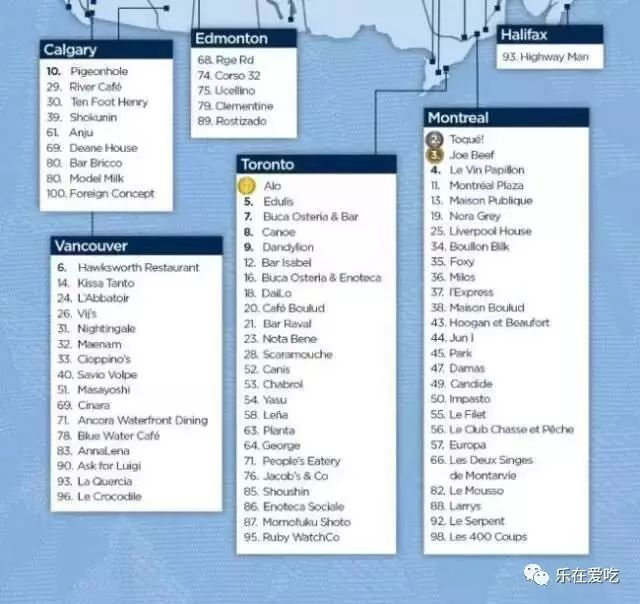 Calgary
10. Pigeonhole
29. River Café
30. Ten Foot Henry
39. Shokunin
61. Anju
69. Deane House
80. Bar Bricco
80. Model Milk
100. Foreign Concept
Edmonton
68. Rge Rd
74. Corso 32
75. Ucellino
79. Clementine
89. Rostizado
Halifax
93. Highway Man
Vancouver
6. Hawksworth Restaurant
14. Kissa Tanto
24. L'Abbatoir
26. Vij's
31. Nightingale
32. Maenam
33. Cioppino's
40. Savio Volpe
51. Masayoshi
69. Cinara
71. Ancora Waterfront Dining
78. Blue Water Café
83. AnnaLena
90. Ask for Luigi
93. La Quercia
96. Le Crocodile
Toronto
1. Alo
5. Edulis
7. Buca Osteria & Bar
8. Canoe
9. Dandylion
12. Bar Isabel
16. Buca Osteria & Enoteca
18. DaiLo
20. Café Boulud
21. Bar Raval
23. Nota Bene
28. Scaramouche
52. Canis
53. Chabrol
54. Yasu
58. Leña
63. Planta
64. George
71. People's Eatery
76. Jacob's & Co
85. Shoushin
86. Enoteca Sociale
87. Momofuku Shoto
95. Ruby WatchCo
Montreal
2. Toqué!
3. Joe Beef
4. Le Vin Papillon
11. Montréal Plaza
13. Maison Publique
19. Nora Grey
25. Liverpool House
34. Bouillon Bilk
35. Foxy
36. Milos
37. l'Express
38. Maison Boulud
43. Hoogan et Beaufort
44. Jun I
45. Park
47. Damas
49. Candide
50. Impasto
55. Le Filet
56. Le Club Chasse et Pêche
57. Europa
66. Les Deux Singes
de Montarvie
82. Le Mousso
88. Larrys
92. Le Serpent
98. Les 400 Coups
乐在爱吃